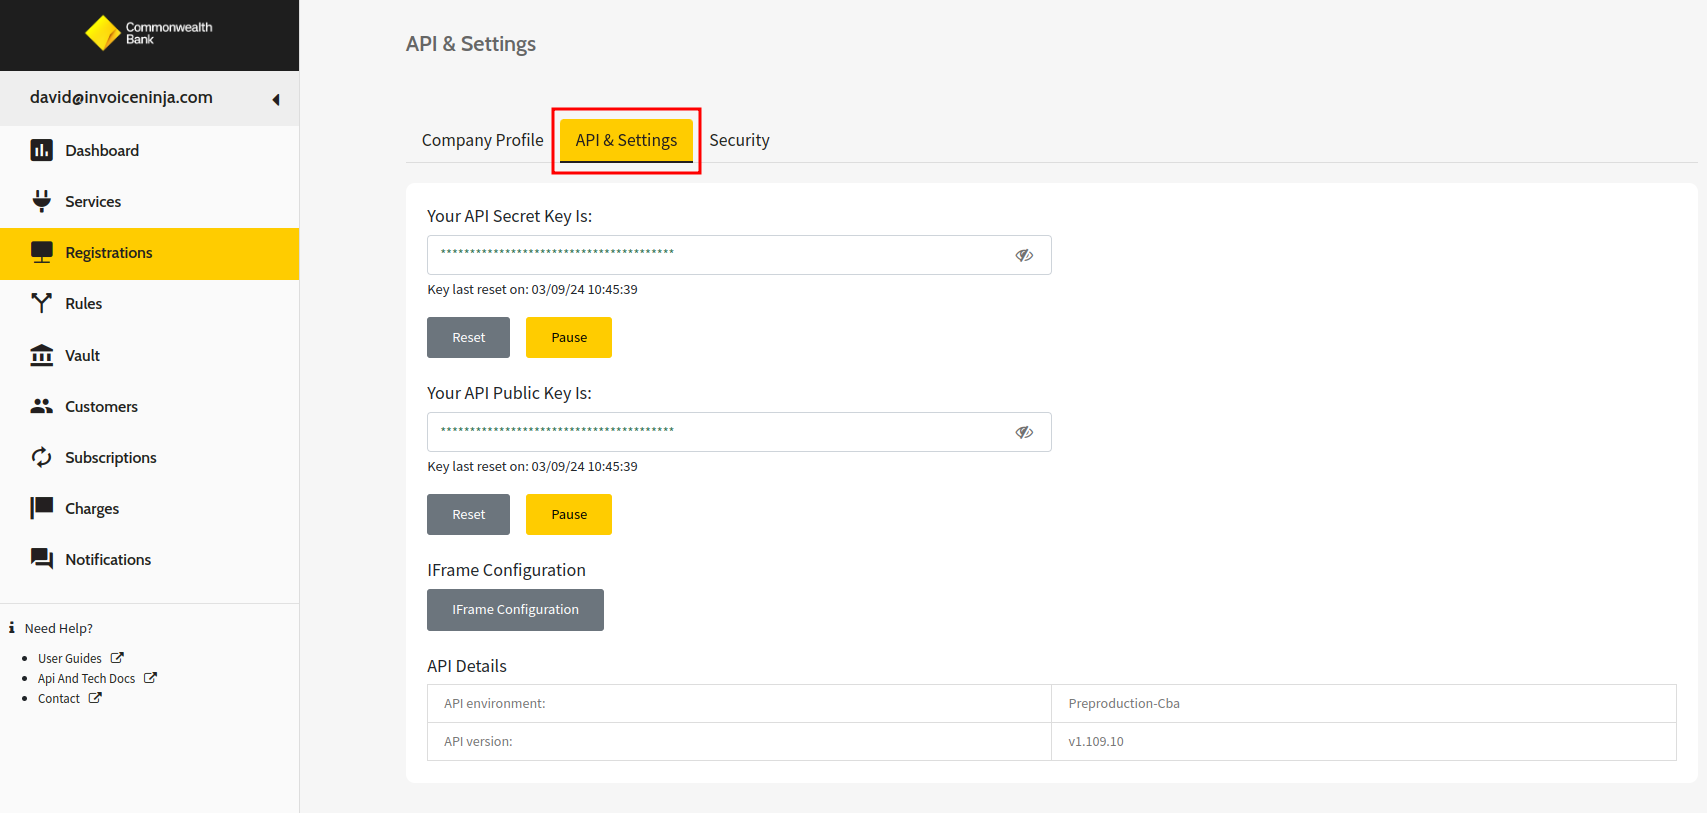 Commonwealth
Bank
david@invoiceninja.com
Dashboard
Services
Registrations
Rules
Vault
Customers
Subscriptions
Charges
Notifications
Need Help?
User Guides
Api And Tech Docs
Contact
API & Settings
Company Profile API & Settings Security
Your API Secret Key Is:
****************************************
Key last reset on: 03/09/24 10:45:39
Reset Pause
Your API Public Key Is:
****************************************
Key last reset on: 03/09/24 10:45:39
Reset Pause
IFrame Configuration
IFrame Configuration
API Details
API environment: Preproduction-Cba
API version: v1.109.10